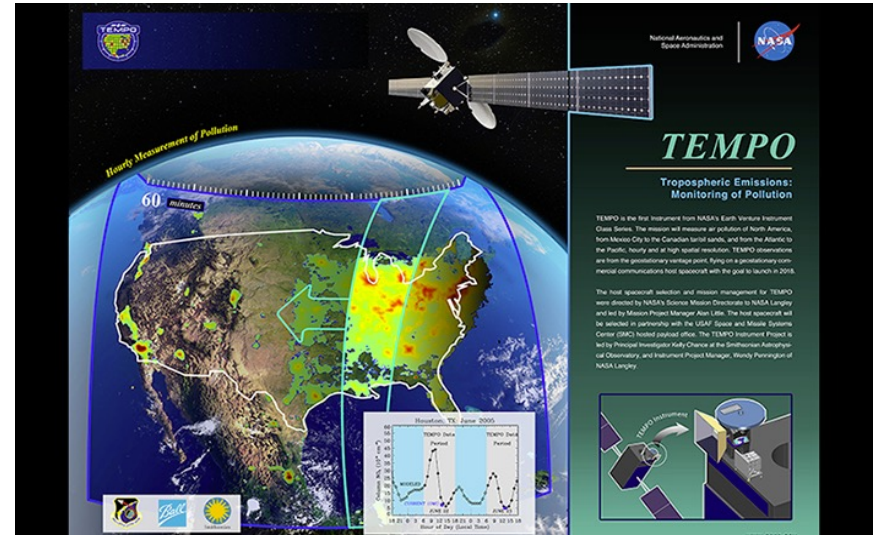 TEMPO
National Aeronautics and
Space Administration
NASA
Hourly Measurement of Pollution
60 minutes
TEMPO
Tropospheric Emissions:
Monitoring of Pollution
TEMPO is the first instrument from NASA's Earth Venture Instrument
Class Series. The mission will measure air pollution of North America,
from Mexico City to the Canadian tar/oil sands, and from the Atlantic to
the Pacific, hourly and at high spatial resolution. TEMPO observations
are from the geostationary vantage point, flying on a geostationary com-
mercial communications host spacecraft with the goal to launch in 2018.
The host spacecraft selection and mission management for TEMPO
were directed by NASA's Science Mission Directorate to NASA Langley
and led by Mission Project Manager Alan Little. The host spacecraft will
be selected in partnership with the USAF Space and Missile Systems
Center (SMC) hosted payload office. The TEMPO Instrument Project is
led by Principal Investigator Kelly Chance at the Smithsonian Astrophysi-
cal Observatory, and Instrument Project Manager, Wendy Pennington of
NASA Langley.
TEMPO Instrument
Houston, TX June 2005
TEMPO Data
Period
TEMPO Data
Period
MODELED
JUNE 22
Hour of Day (Local Time)
Ball
Smithsonian